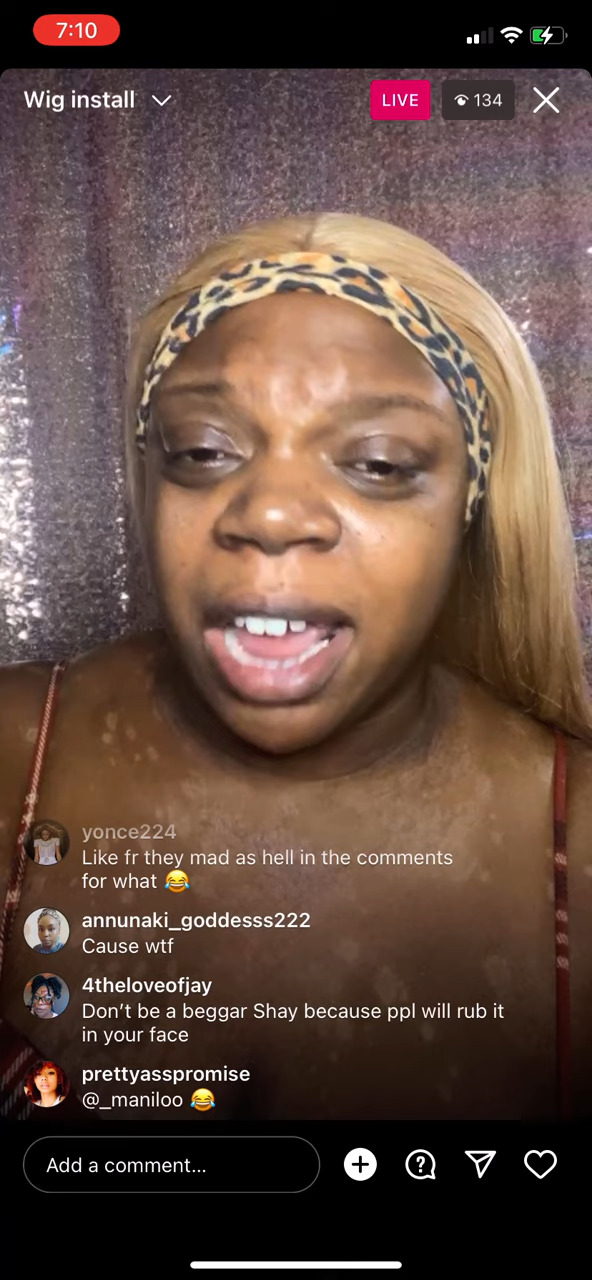 7:10
Wig install
LIVE
134
yonce224
Like fr they mad as hell in the comments
for what 😂
annunaki_goddesss222
Cause wtf
4theloveofjay
Don’t be a beggar Shay because ppl will rub it
in your face
prettyasspromise
@_maniloo 😂
Add a comment...